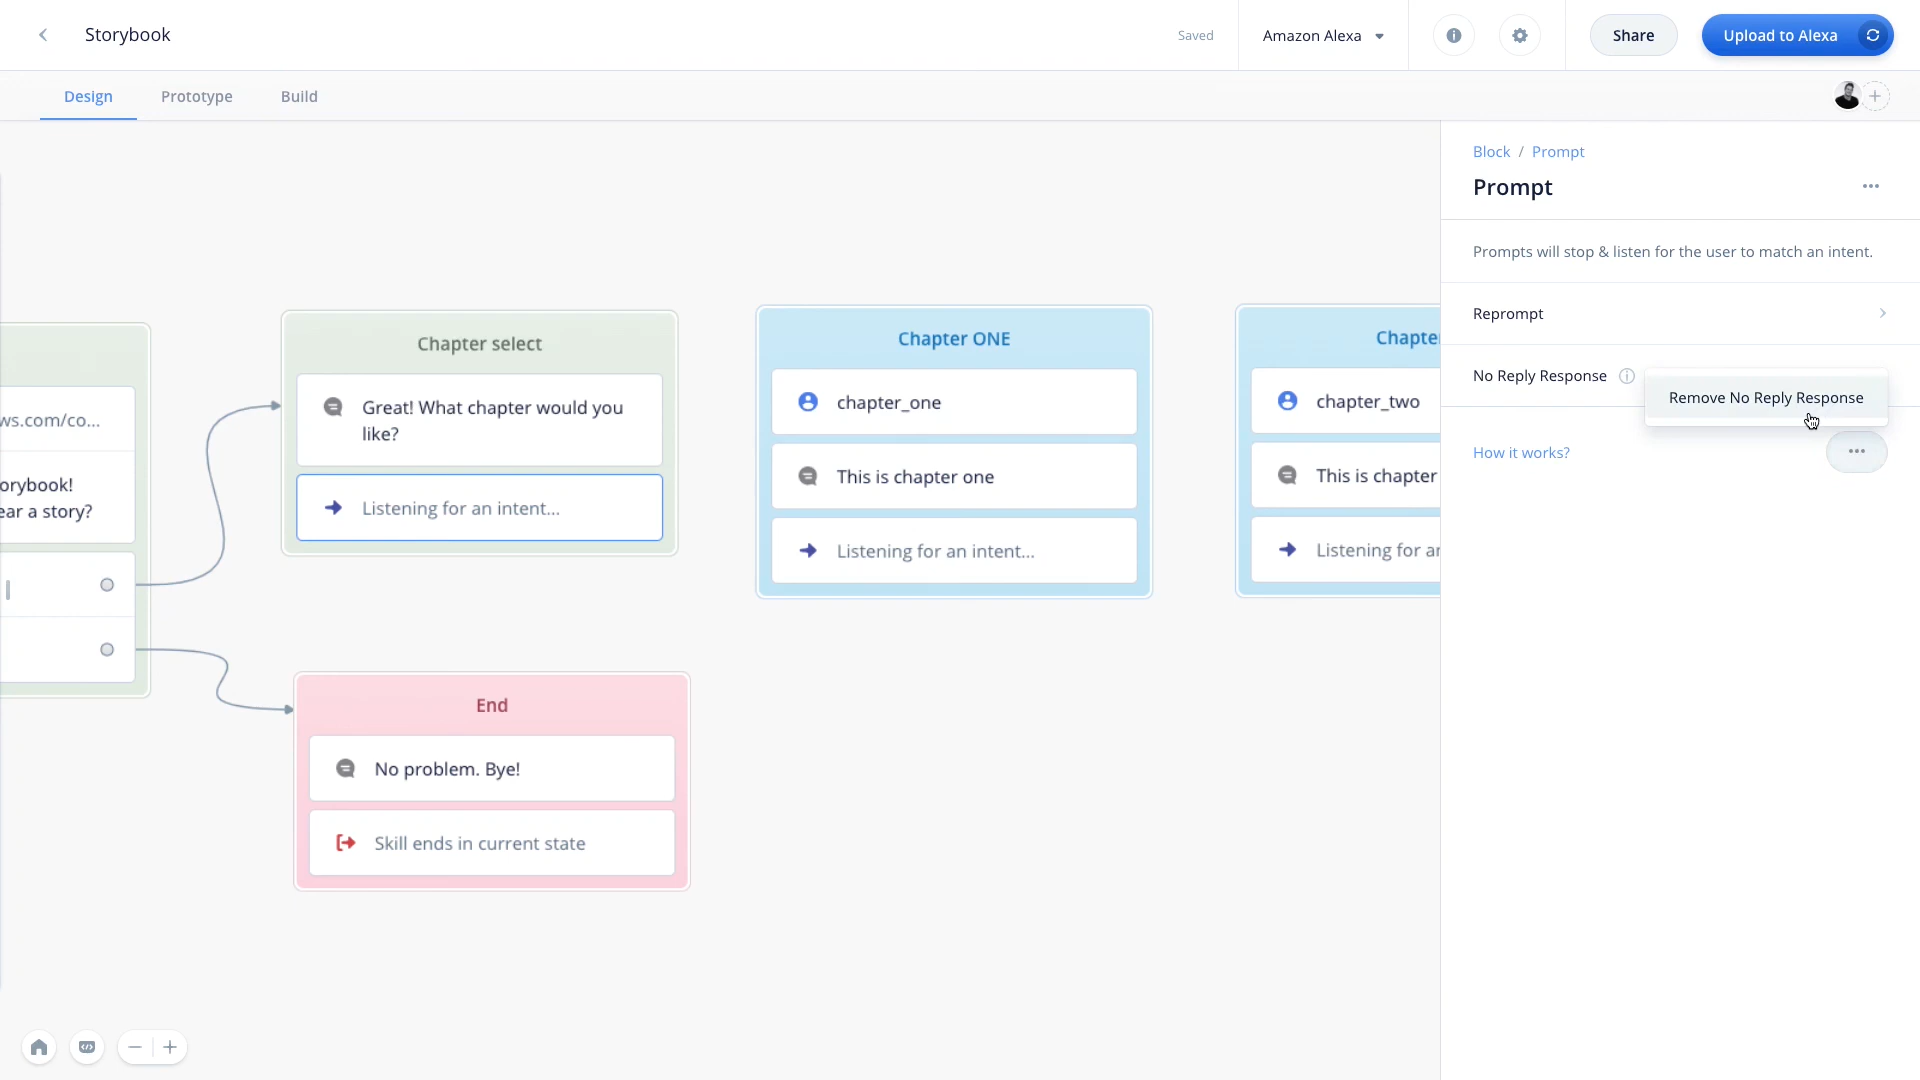 Storybook
Saved
Amazon Alexa
Share
Upload to Alexa
Design
Prototype
Build
ws.com/co...
orybook!
ear a story?
Chapter select
Great! What chapter would you
like?
Listening for an intent...
Chapter ONE
chapter_one
This is chapter one
Listening for an intent...
Chapte
chapter_two
This is chapter
Listening for ar
End
No problem. Bye!
Skill ends in current state
Block / Prompt
Prompt
Prompts will stop & listen for the user to match an intent.
Reprompt
No Reply Response
Remove No Reply Response
How it works?